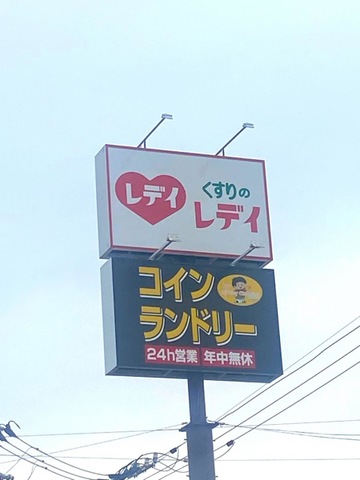 レディ
くすりの
レディ
コイン
ランドリー
24h営業 年中無休